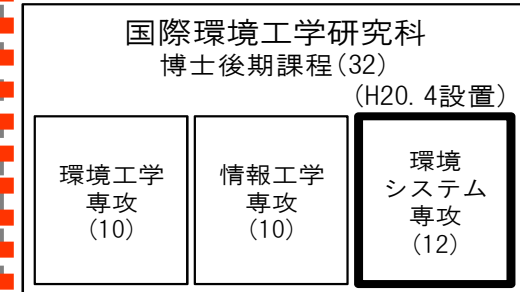 国際環境工学研究科
博士後期課程(32)
(H20.4設置)
環境工学
専攻
(10)
情報工学
専攻
(10)
環境
システム
専攻
(12)